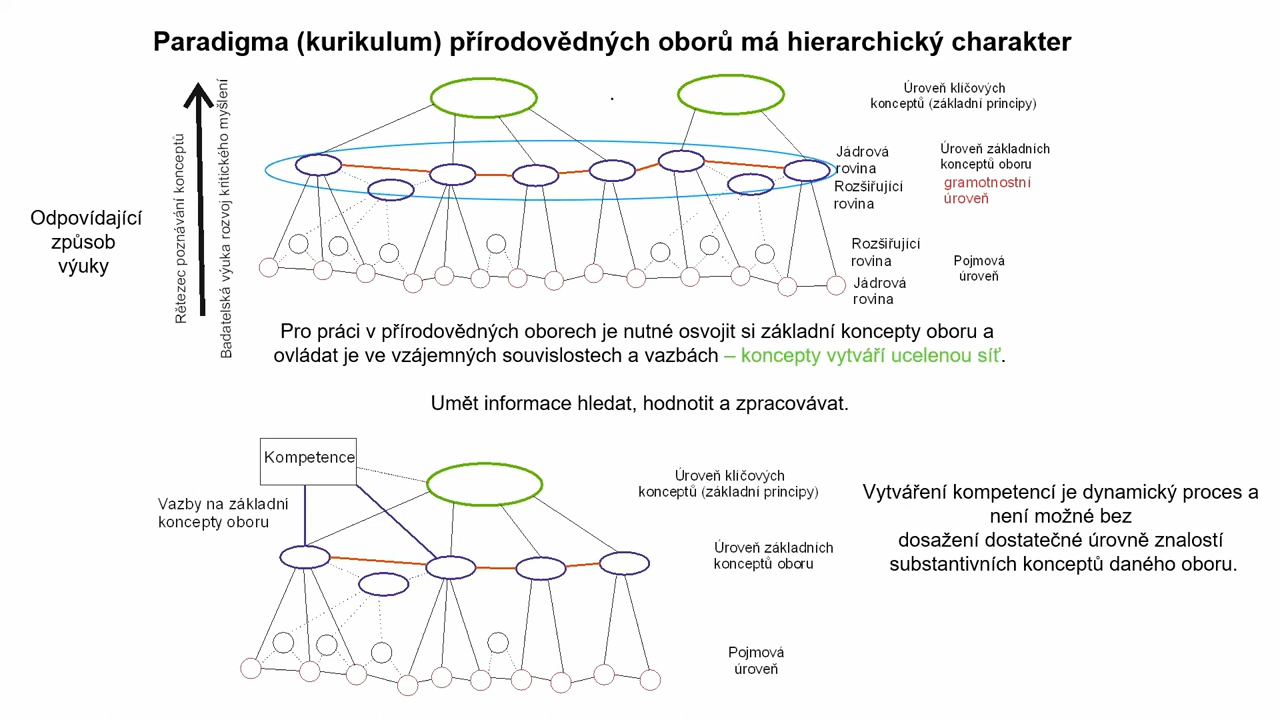 Paradigma (kurikulum) přírodovědných oborů má hierarchický charakter
Odpovídající
způsob
výuky
Rětezec poznávání konceptů
Badatelská výuka rozvoj kritického myšlení
Úroveň klíčových
konceptů (základní principy)
Jádrová
rovina
Rozšiřující
rovina
Úroveň základních
konceptů oboru
gramotnostní
úroveň
Rozšiřující
rovina
Jádrová
rovina
Pojmová
úroveň
Pro práci v přírodovědných oborech je nutné osvojit si základní koncepty oboru a
ovládat je ve vzájemných souvislostech a vazbách – koncepty vytváří ucelenou síť.
Umět informace hledat, hodnotit a zpracovávat.
Kompetence
Vazby na základni
koncepty oboru
Úroveň klíčových
konceptů (základní principy)
Úroveň základních
konceptů oboru
Pojmová
úroveň
Vytváření kompetencí je dynamický proces a
není možné bez
dosažení dostatečné úrovně znalostí
substantivních konceptů daného oboru.